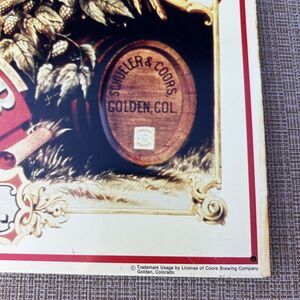 SCHUELER & COORS,
GOLDEN, COL.
© Trademark Usage by License of Coors Brewing Company
Golden, Colorado.